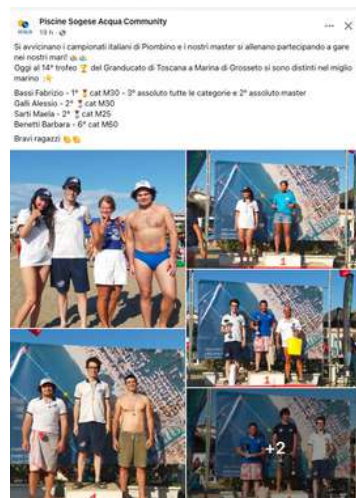 Piscine Sogese Acqua Community
19 h
Si avvicinano i campionati italiani di Piombino e i nostri master si allenano partecipando a gare
nei nostri mari!
Oggi al 14° trofeo 🏆 del Granducato di Toscana a Marina di Grosseto si sono distinti nel miglio
marino :
Bassi Fabrizio - 1° 🎖️cat M30 - 3° assoluto tutte le categorie e 2° assoluto master
Galli Alessio - 2° 🎖️cat M30
Sarti Maela - 2° 🎖️cat M25
Benetti Barbara - 6° cat M60
Bravi ragazzi 👏👏
1
1
1
+2